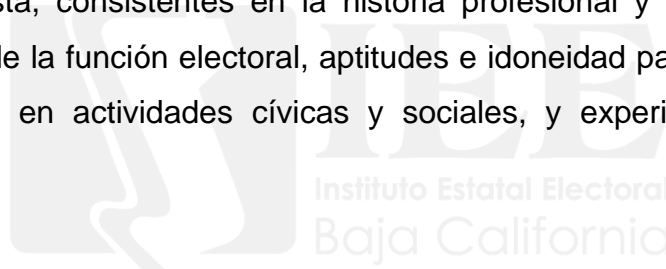 sta, consistentes en la historia profesional y
de la función electoral, aptitudes e idoneidad pa
en actividades cívicas y sociales, y experi
IEE
Instituto Estatal Electoral
Baja California